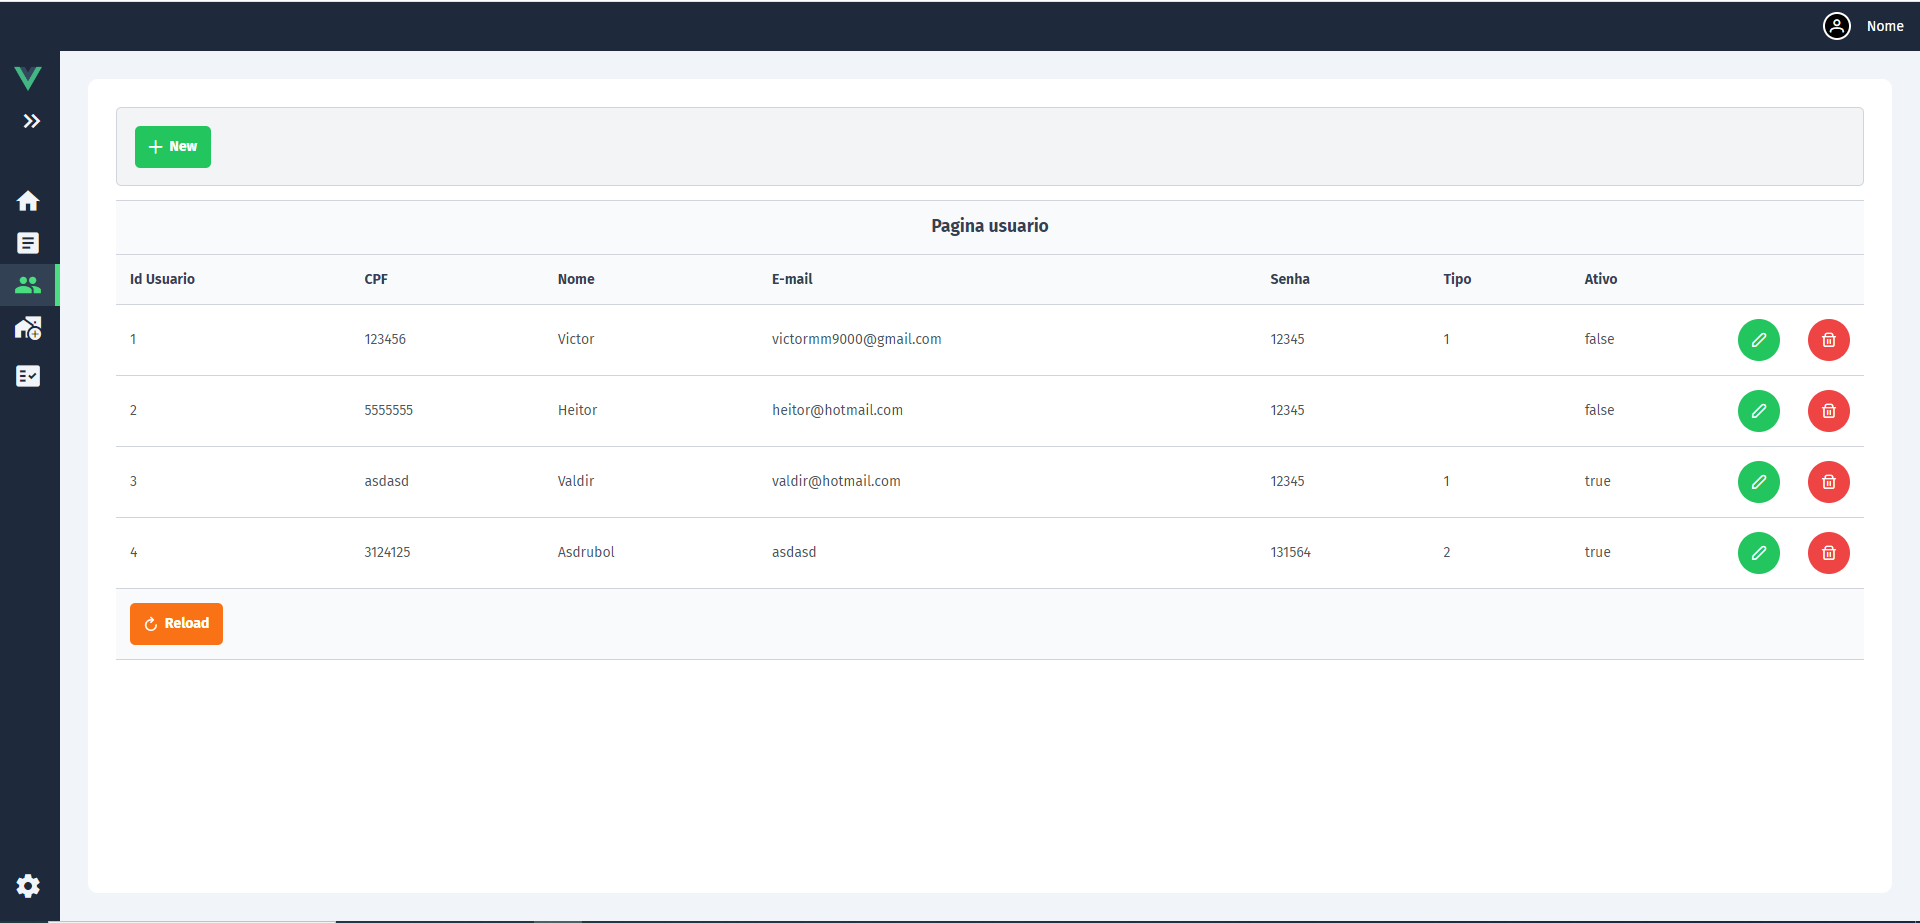 Nome
New
Pagina usuario
Id Usuario CPF Nome E-mail Senha Tipo Ativo
1 123456 Victor victormm9000@gmail.com 12345 1 false
2 5555555 Heitor heitor@hotmail.com 12345 false
3 asdasd Valdir valdir@hotmail.com 12345 1 true
4 3124125 Asdrubol asdasd 131564 2 true
Reload